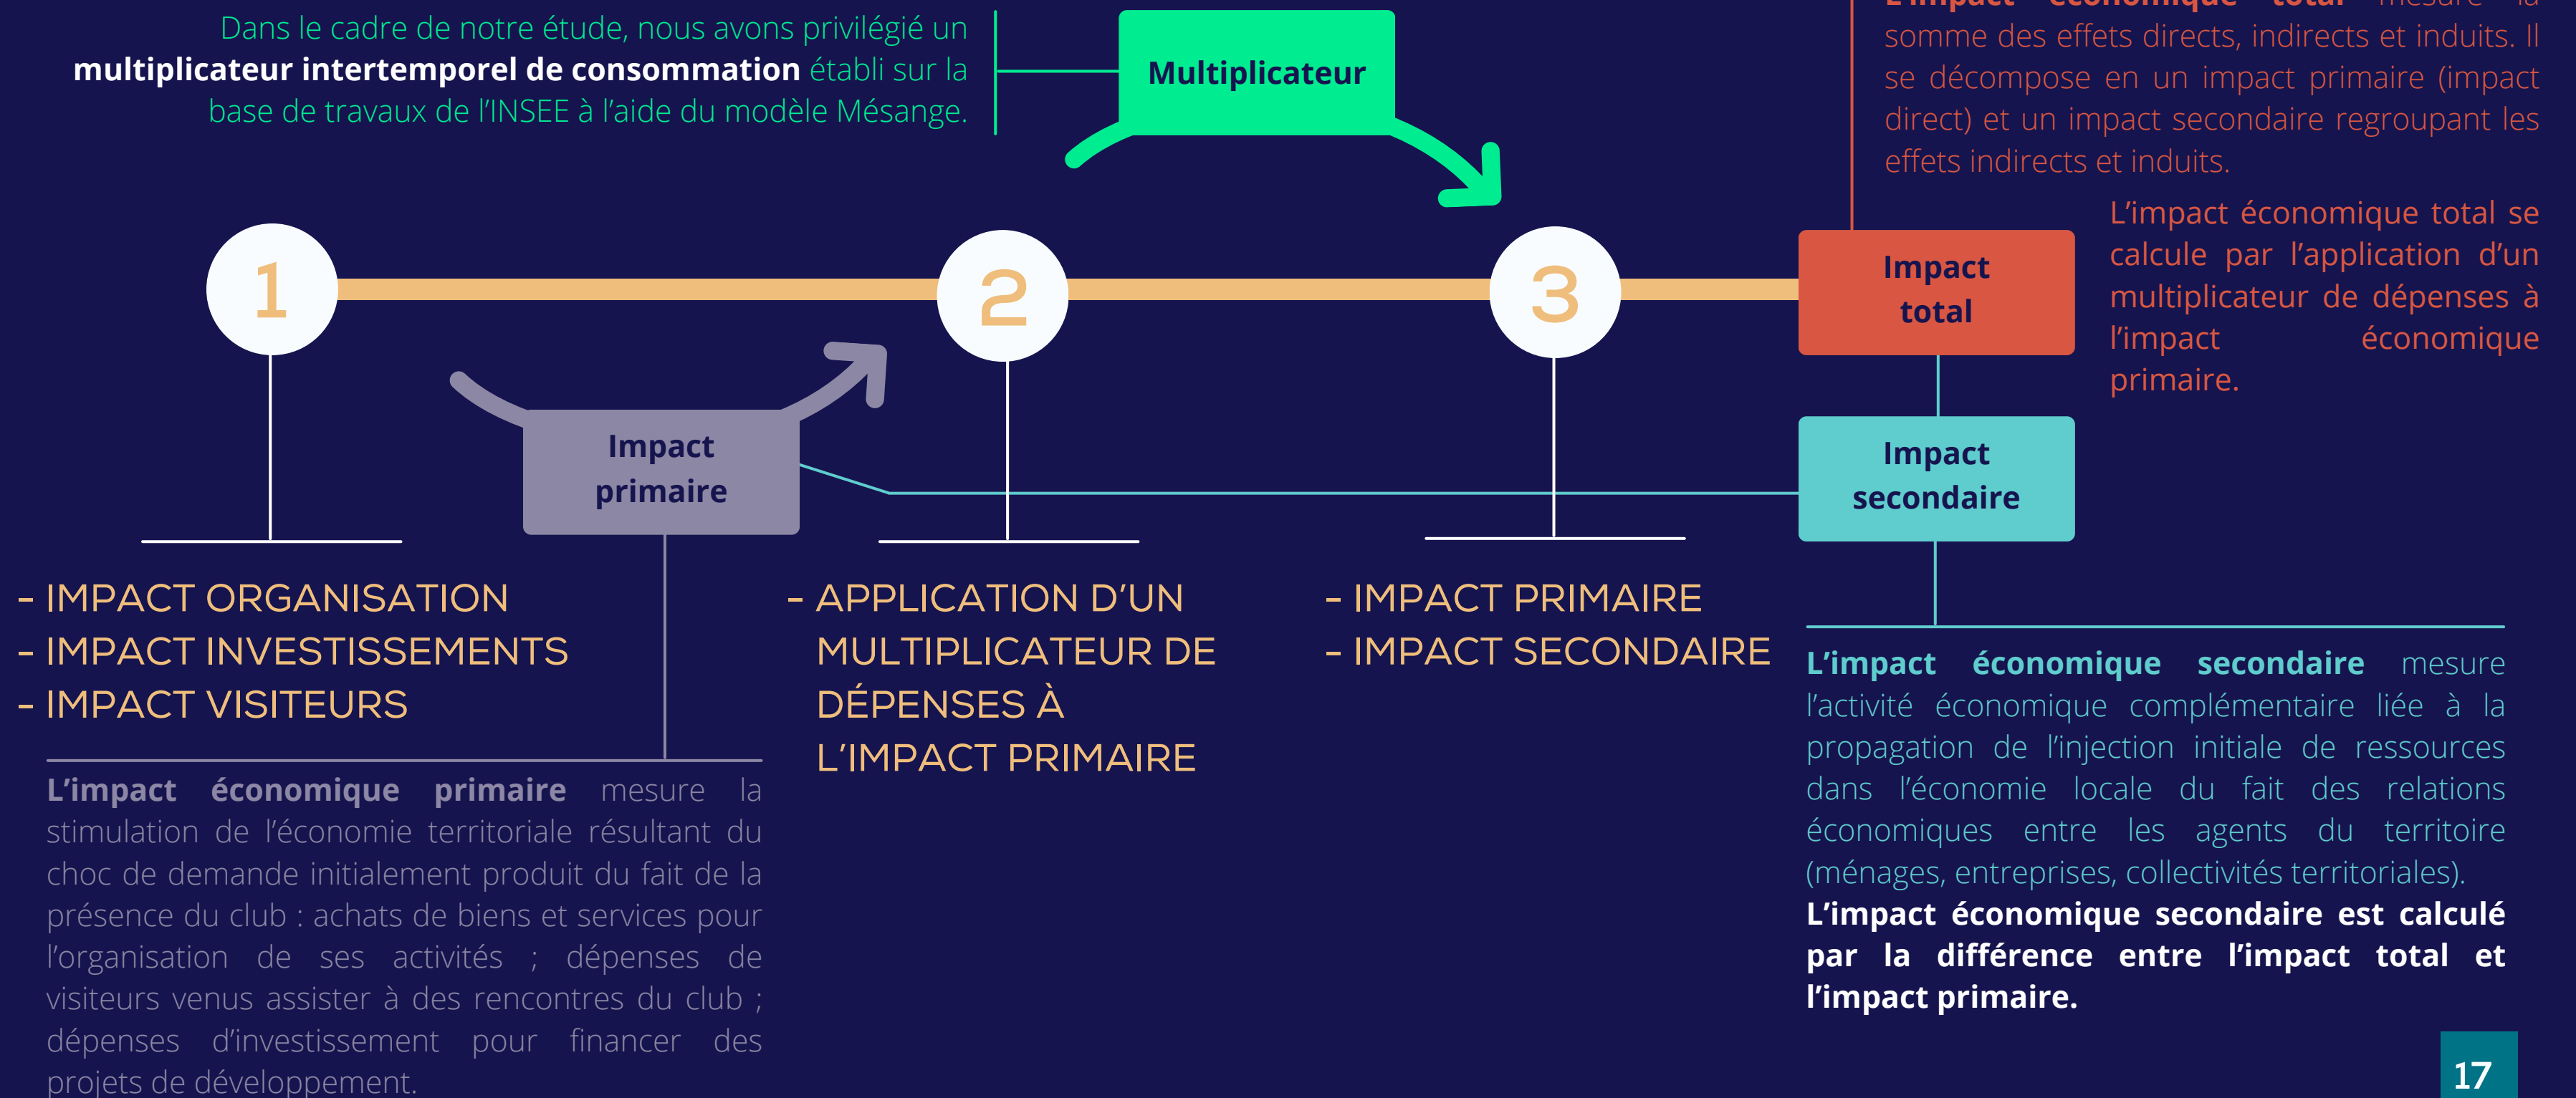 Dans le cadre de notre étude, nous avons privilégié un
multiplicateur intertemporel de consommation établi sur la
base de travaux de l’INSEE à l’aide du modèle Mésange.
Multiplicateur
L’impact économique total mesure la
somme des effets directs, indirects et induits. Il
se décompose en un impact primaire (impact
direct) et un impact secondaire regroupant les
effets indirects et induits.
L’impact économique total se
calcule par l’application d’un
multiplicateur de dépenses à
l’impact économique
primaire.
1
2
3
Impact
total
Impact
primaire
Impact
secondaire
- IMPACT ORGANISATION
- IMPACT INVESTISSEMENTS
- IMPACT VISITEURS
- APPLICATION D’UN
MULTIPLICATEUR DE
DÉPENSES À
L’IMPACT PRIMAIRE
- IMPACT PRIMAIRE
- IMPACT SECONDAIRE
L’impact économique primaire mesure la
stimulation de l’économie territoriale résultant du
choc de demande initialement produit du fait de la
présence du club : achats de biens et services pour
l’organisation de ses activités ; dépenses de
visiteurs venus assister à des rencontres du club ;
dépenses d’investissement pour financer des
projets de développement.
L’impact économique secondaire mesure
l’activité économique complémentaire liée à la
propagation de l’injection initiale de ressources
dans l’économie locale du fait des relations
économiques entre les agents du territoire
(ménages, entreprises, collectivités territoriales).
L’impact économique secondaire est calculé
par la différence entre l’impact total et
l’impact primaire.
17